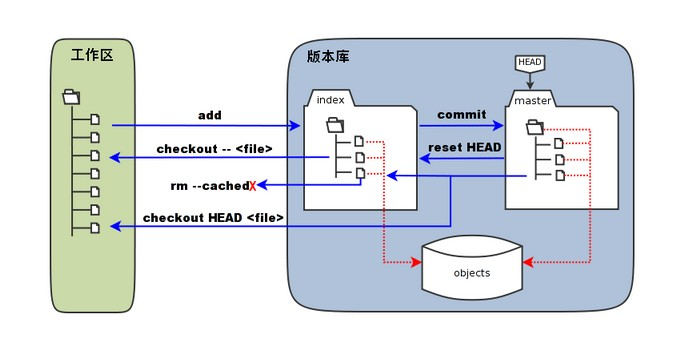 工作区
版本库
HEAD
index
master
add
commit
checkout -- <file>
reset HEAD
rm --cached
X
checkout HEAD <file>
objects